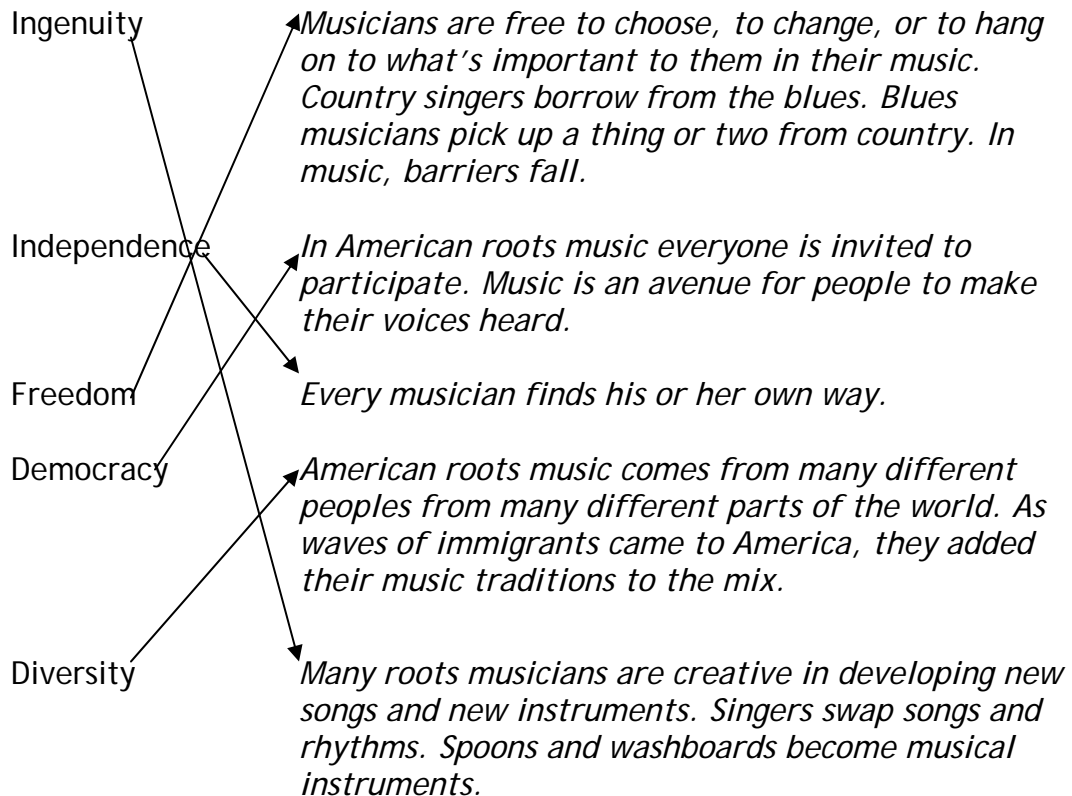 Ingenuity Musicians are free to choose, to change, or to hang
on to what's important to them in their music.
Country singers borrow from the blues. Blues
musicians pick up a thing or two from country. In
music, barriers fall.
Independence In American roots music everyone is invited to
participate. Music is an avenue for people to make
their voices heard.
Freedom Every musician finds his or her own way.
Democracy American roots music comes from many different
peoples from many different parts of the world. As
waves of immigrants came to America, they added
their music traditions to the mix.
Diversity Many roots musicians are creative in developing new
songs and new instruments. Singers swap songs and
rhythms. Spoons and washboards become musical
instruments.